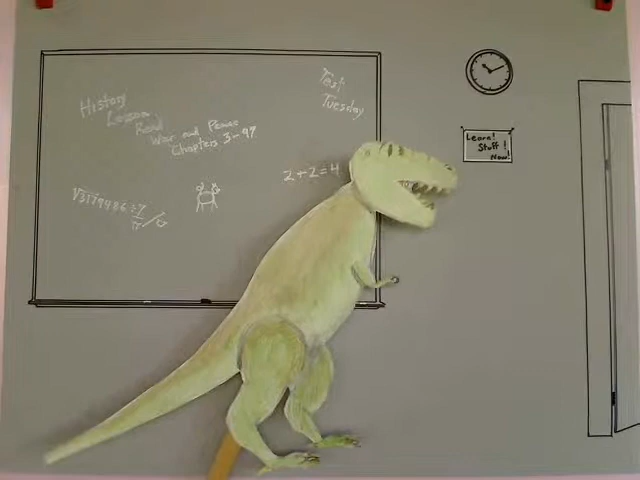 History
Lesson
Read
War and Peace
Chapters 3-97
Test
Tuesday
2+2=4
Learn!
Stuff!
Now!